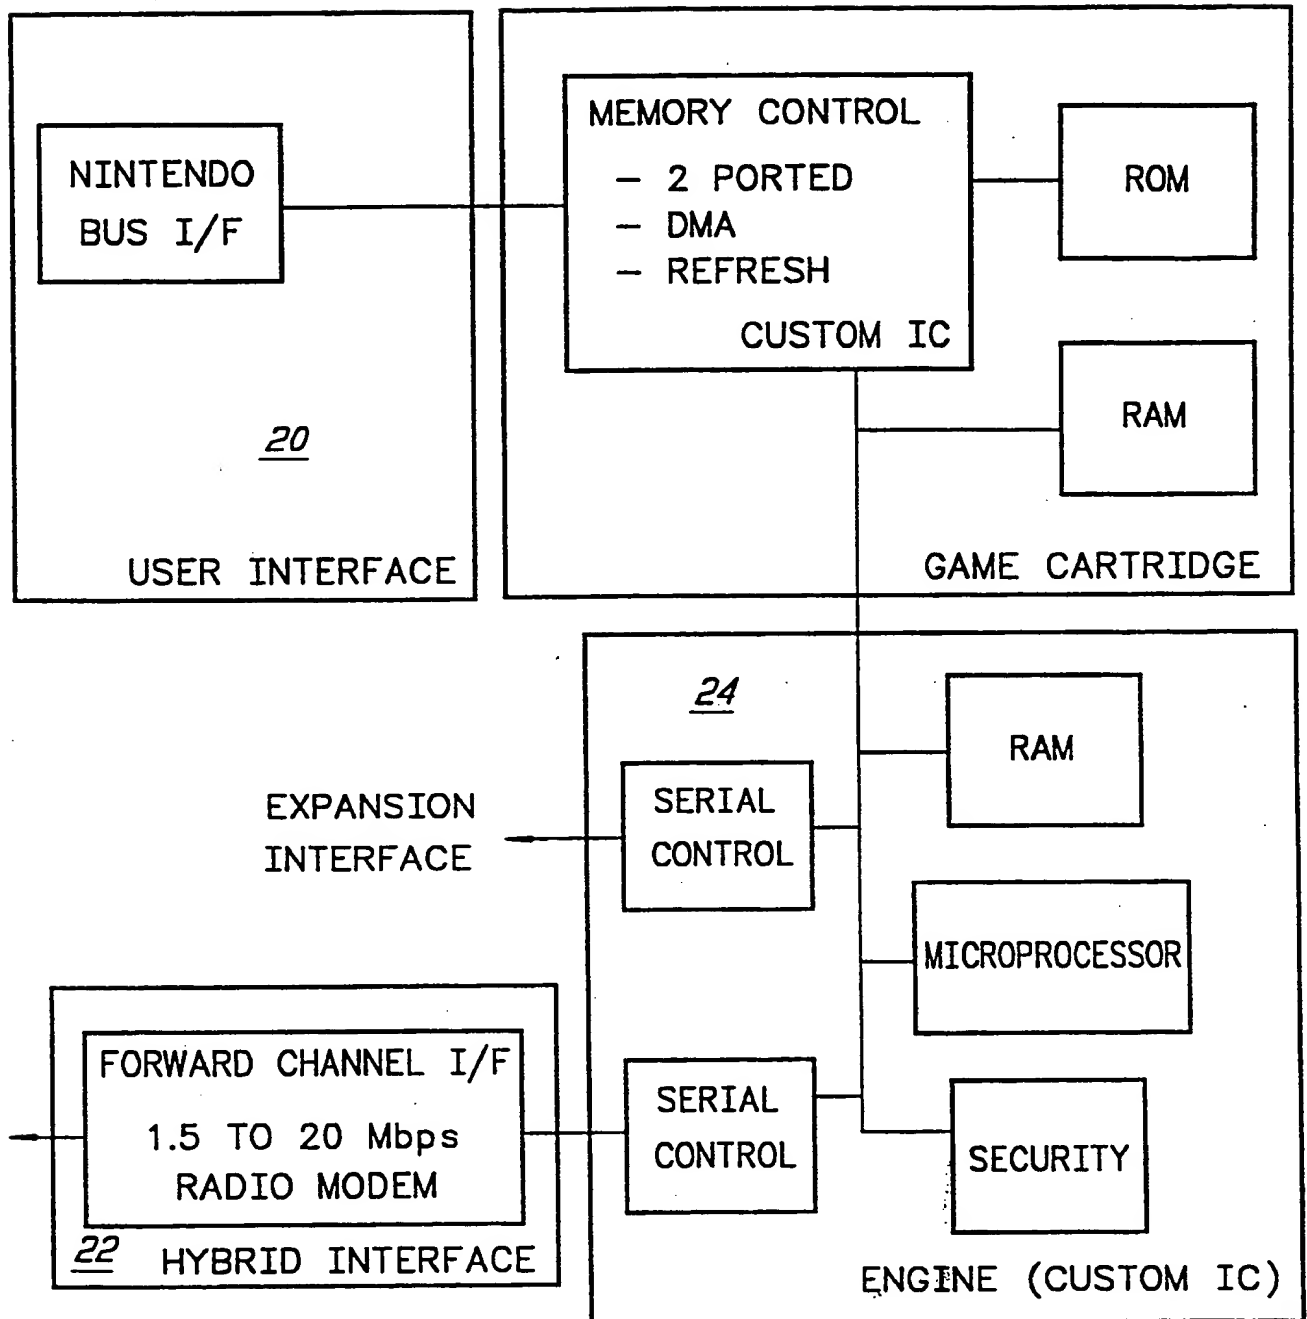 NINTENDO
BUS I/F
20
USER INTERFACE
MEMORY CONTROL
– 2 PORTED
– DMA
– REFRESH
CUSTOM IC
ROM
RAM
GAME CARTRIDGE
24
RAM
SERIAL
CONTROL
EXPANSION
INTERFACE
MICROPROCESSOR
FORWARD CHANNEL I/F
1.5 TO 20 Mbps
RADIO MODEM
22
HYBRID INTERFACE
SERIAL
CONTROL
SECURITY
ENGINE (CUSTOM IC)